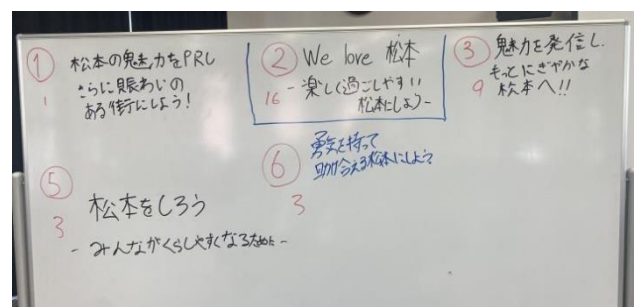 ①
松本の魅力をPRし
さらに賑わいの
ある街にしよう!
1
②
We love 松本
- 楽しく過ごしやすい
松本にしよう -
16
③
魅力を発信し、
もっとにぎやかな
松本へ!!
9
⑤
松本をしろう
- みんながくらしやすくなるために -
3
⑥
勇気を持って
助け合える松本にしよう
3